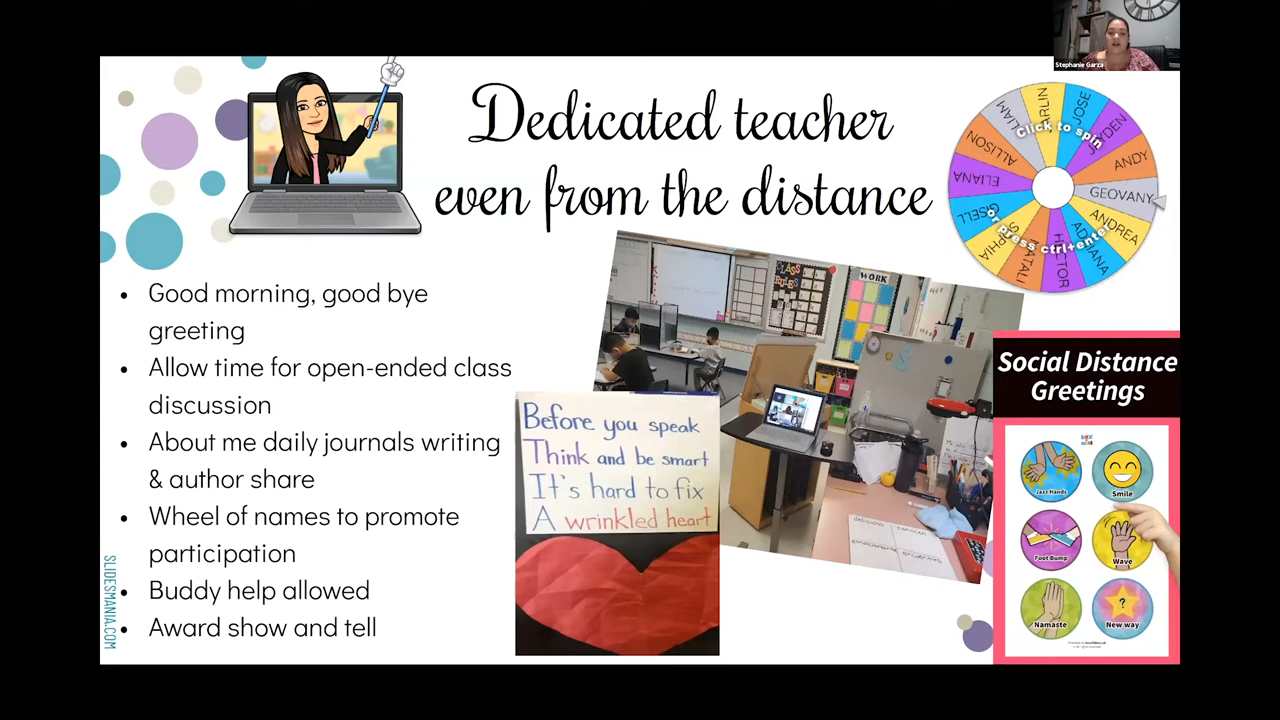 Stephanie Garza
Dedicated teacher
even from the distance
Click to spin
or press ctrl+enter
JOSE
ANDY
GEOVANY
ANDREA
ADRIANA
HECTOR
SOPHIA
GISELL
ELIANA
ALLISON
LIAM
• Good morning, good bye
greeting
• Allow time for open-ended class
discussion
• About me daily journals writing
& author share
• Wheel of names to promote
participation
• Buddy help allowed
• Award show and tell
SLIDESMANIA.COM
CLASS
RULES
WORK
Before you speak
Think and be smart
It's hard to fix
A wrinkled heart
Social Distance
Greetings
Jazz Hands
Smile
Foot Bump
Wave
Namaste
?
New way